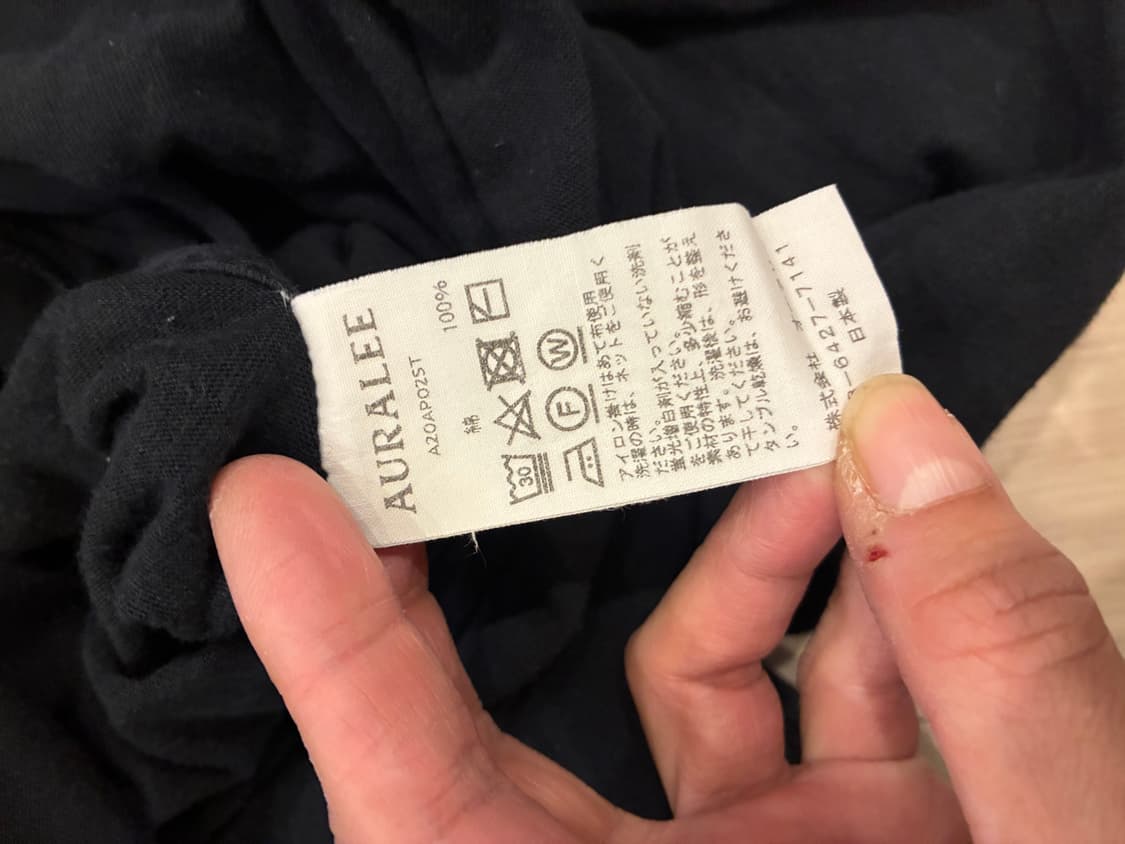 AURALEE
A20AP02ST
綿 100%
30
F W
アイロン掛けはあて布使用
洗濯の時は、ネットをご使用く
ださい。
蛍光増白剤が入っていない洗剤
をご使用ください。
素材の特性上、多少縮むことが
あります。洗濯後は、形を整え
て干してください。
タンブル乾燥は、お避けくださ
い。
株式会社
-6427-7141
日本製